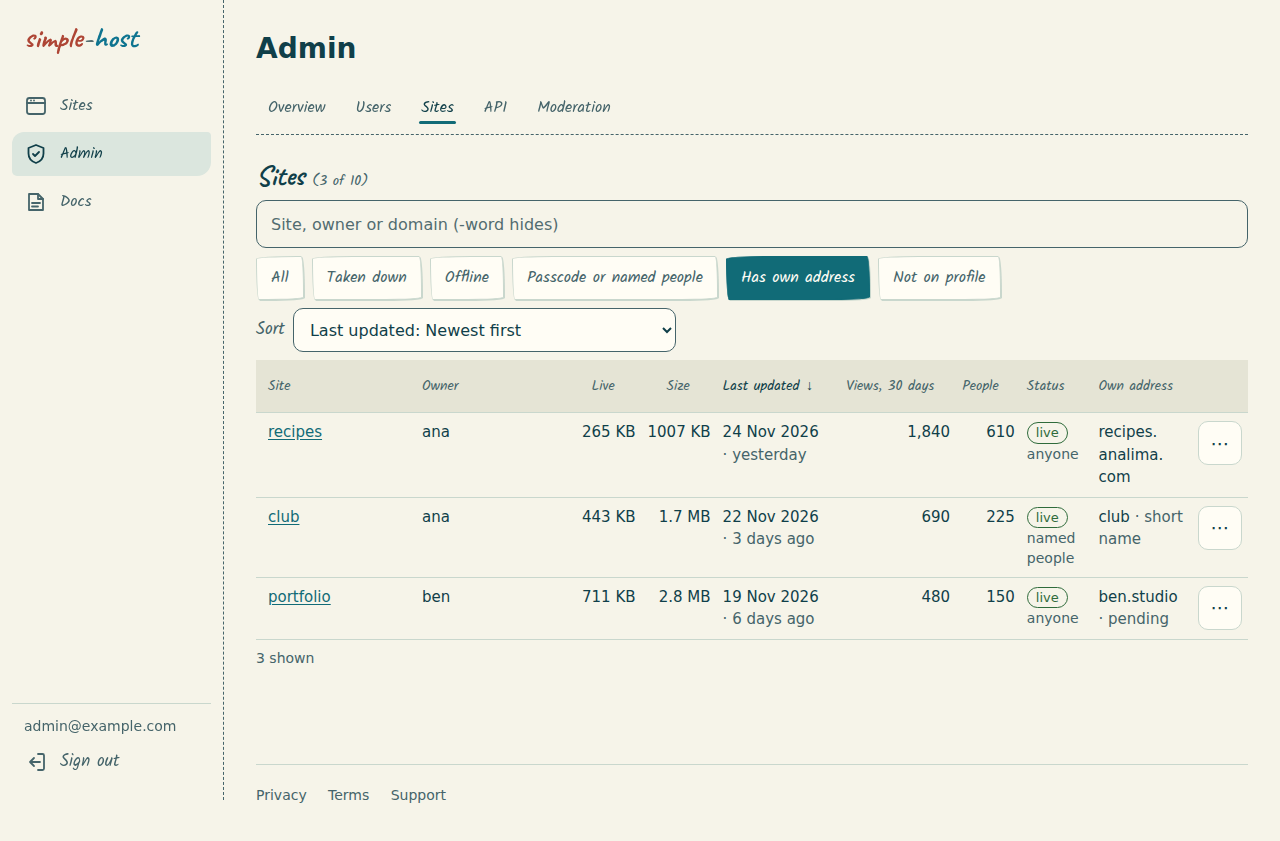 simple-host
Sites
Admin
Docs
admin@example.com
Sign out
Admin
Overview Users Sites API Moderation
Sites (3 of 10)
Site, owner or domain (-word hides)
All Taken down Offline Passcode or named people Has own address Not on profile
Sort Last updated: Newest first
Site Owner Live Size Last updated ↓ Views, 30 days People Status Own address
recipes ana 265 KB 1007 KB 24 Nov 2026 1,840 610 live recipes. ...
· yesterday anyone analima.
com
club ana 443 KB 1.7 MB 22 Nov 2026 690 225 live club · short ...
· 3 days ago named name
people
portfolio ben 711 KB 2.8 MB 19 Nov 2026 480 150 live ben.studio ...
· 6 days ago anyone · pending
3 shown
Privacy Terms Support